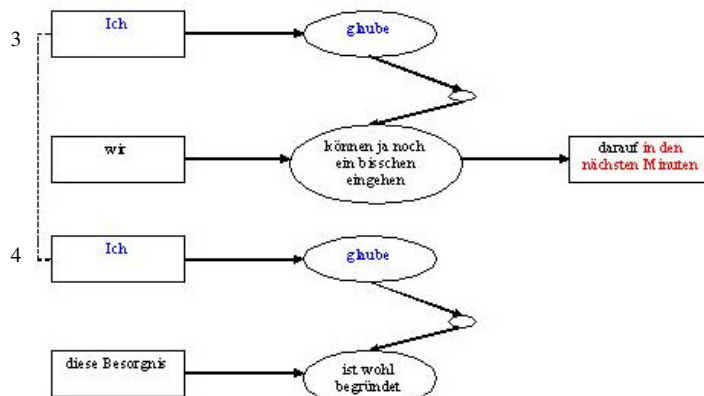 3
Ich
glaube
wir
können ja noch
ein bisschen
eingehen
darauf in den
nächsten Minuten
4
Ich
glaube
diese Besorgnis
ist wohl
begründet